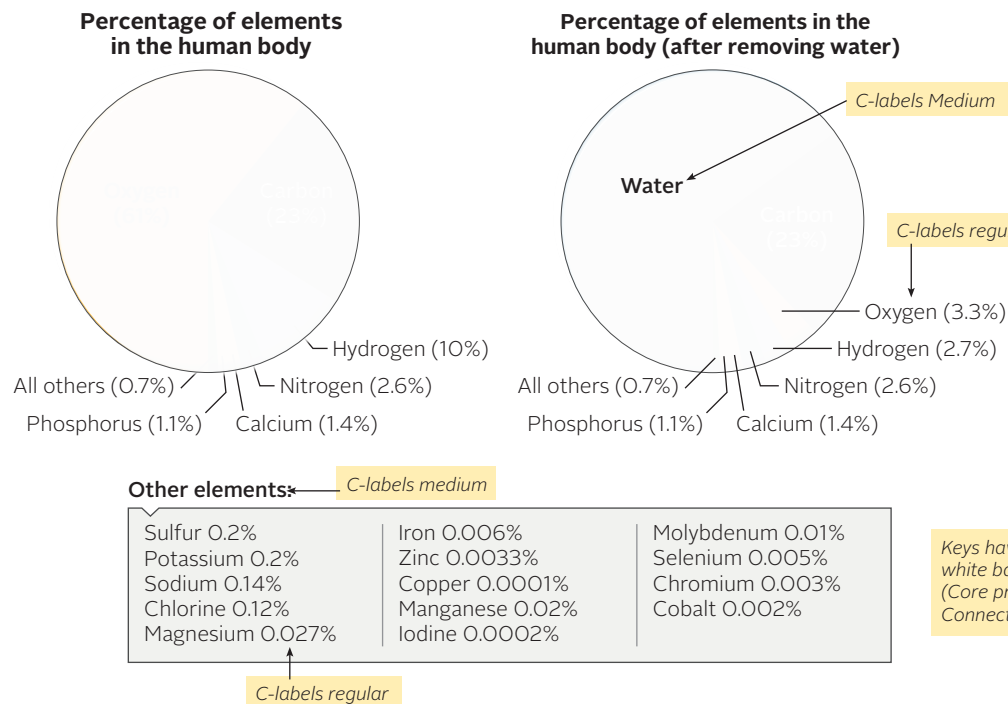 Percentage of elements
in the human body
Carbon
(23%)
Hydrogen (10%)
All others (0.7%)
Nitrogen (2.6%)
Phosphorus (1.1%)
Calcium (1.4%)
Percentage of elements in the
human body (after removing water)
C-labels Medium
Water
Carbon
(23%)
C-labels
Oxygen (3.3%)
Hydrogen (2.7%)
All others (0.7%)
Nitrogen (2.6%)
Phosphorus (1.1%)
Calcium (1.4%)
Other elements:
C-labels medium
Sulfur 0.2%
Potassium 0.2%
Sodium 0.14%
Chlorine 0.12%
Magnesium 0.027%
Iron 0.006%
Zinc 0.0033%
Copper 0.0001%
Manganese 0.02%
Iodine 0.0002%
Molybdenum 0.01%
Selenium 0.005%
Chromium 0.003%
Cobalt 0.002%
C-labels regular
Keys
white
(Core